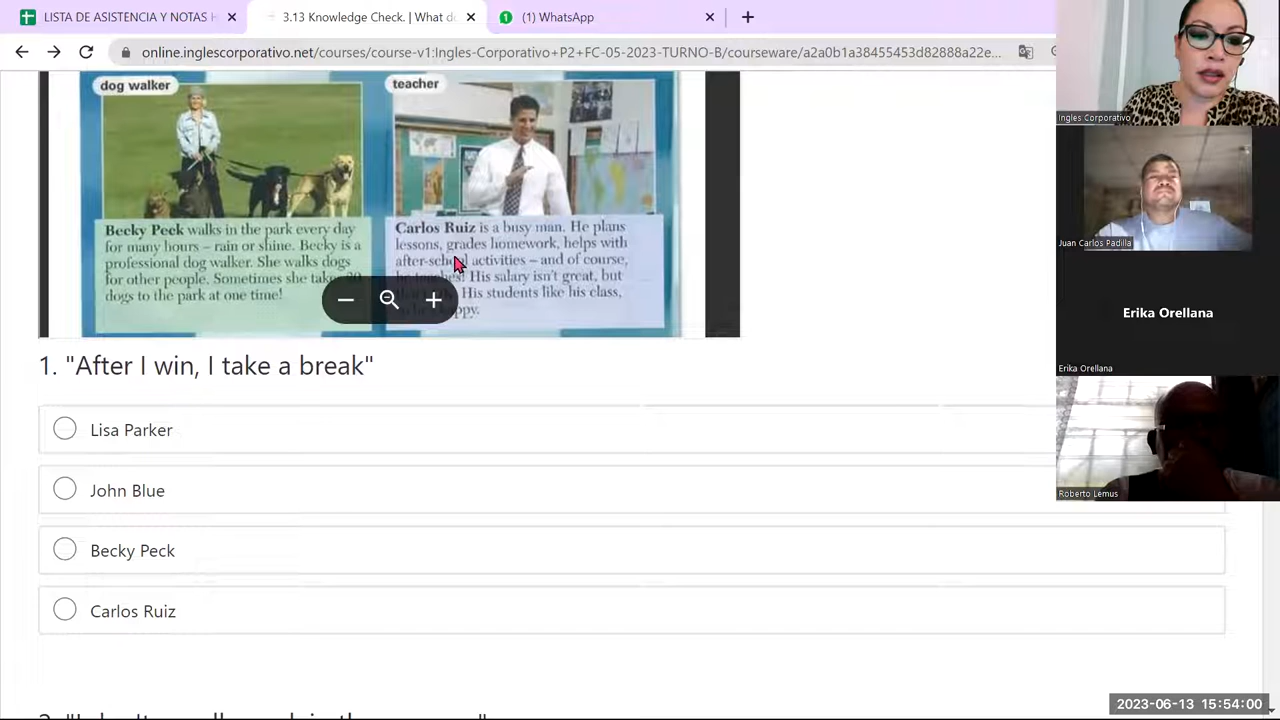 LISTA DE ASISTENCIA Y NOTAS
3.13 Knowledge Check. | What d
(1) WhatsApp
online.inglescorporativo.net/courses/course-v1:Ingles-Corporativo+P2+FC-05-2023-TURNO-B/courseware/a2a0b1a38455453d82888a22e...
dog walker
Becky Peck walks in the park every day
for many hours – rain or shine. Becky is a
professional dog walker. She walks dogs
for other people. Sometimes she
dogs to the park at one time!
teacher
Carlos Ruiz is a busy man. He plans
lessons, grades homework, helps with
after-school activities – and of course,
he teaches! His salary isn't great, but
His students like his class,
1. "After I win, I take a break"
Lisa Parker
John Blue
Becky Peck
Carlos Ruiz
Ingles Corporativo
Juan Carlos Padilla
Erika Orellana
Erika Orellana
Roberto Lemus
2023-06-13 15:54:00